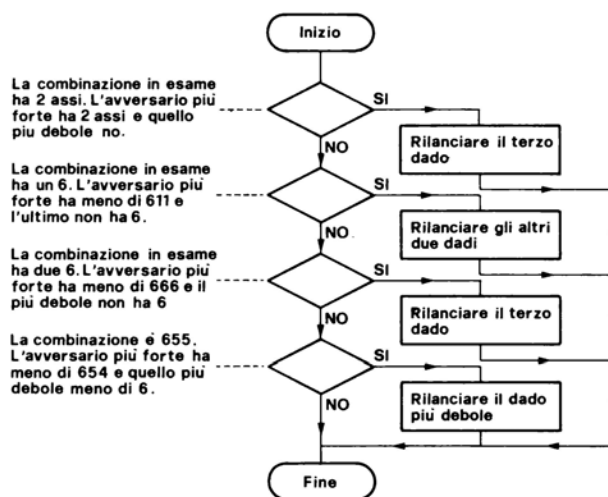 Inizio
La combinazione in esame
ha 2 assi. L'avversario più
forte ha 2 assi e quello
più debole no.
SI
Rilanciare il terzo
dado
NO
La combinazione in esame
ha un 6. L'avversario più
forte ha meno di 611 e
l'ultimo non ha 6.
SI
Rilanciare gli altri
due dadi
NO
La combinazione in esame
ha due 6. L'avversario più
forte ha meno di 666 e il
più debole non ha 6
SI
Rilanciare il terzo
dado
NO
La combinazione è 655.
L'avversario più forte ha
meno di 654 e quello più
debole meno di 6.
SI
Rilanciare il dado
più debole
NO
Fine